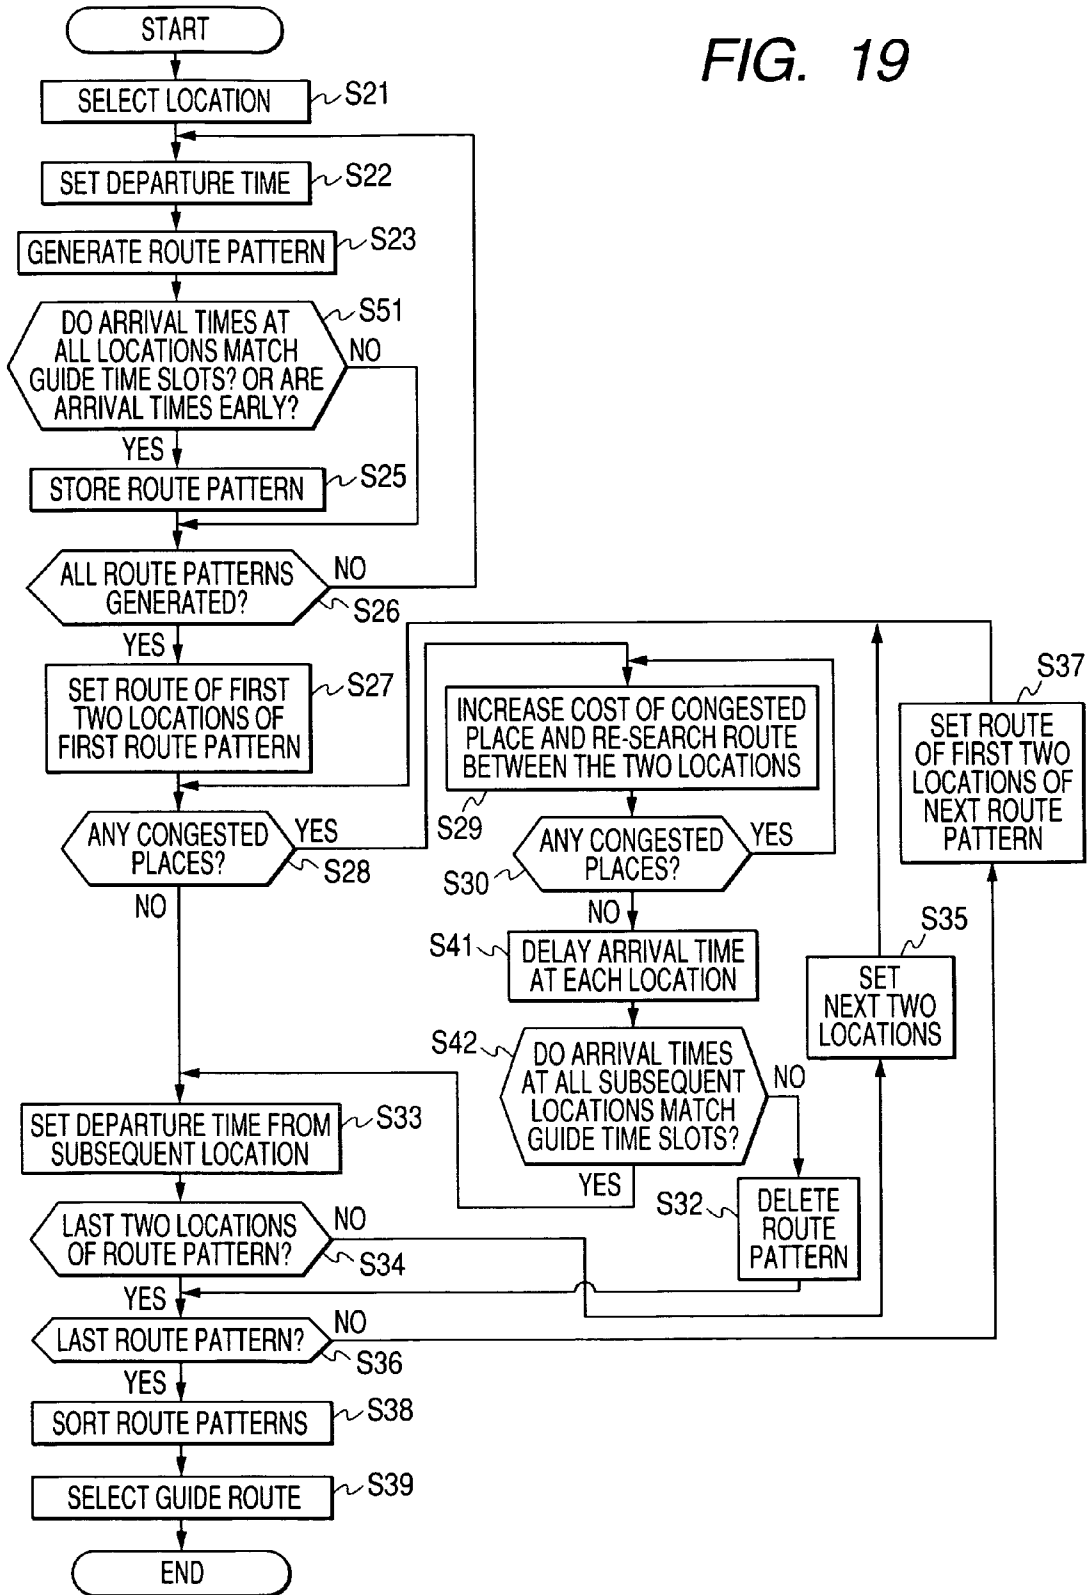 START
FIG. 19
SELECT LOCATION
S21
SET DEPARTURE TIME
S22
GENERATE ROUTE PATTERN
S23
S51
DO ARRIVAL TIMES AT
ALL LOCATIONS MATCH
GUIDE TIME SLOTS? OR ARE
ARRIVAL TIMES EARLY?
NO
YES
STORE ROUTE PATTERN
S25
ALL ROUTE PATTERNS
GENERATED?
NO
S26
YES
SET ROUTE OF FIRST
TWO LOCATIONS OF
FIRST ROUTE PATTERN
S27
ANY CONGESTED
PLACES?
YES
S28
NO
INCREASE COST OF CONGESTED
PLACE AND RE-SEARCH ROUTE
BETWEEN THE TWO LOCATIONS
S29
ANY CONGESTED
PLACES?
YES
S30
NO
S41
DELAY ARRIVAL TIME
AT EACH LOCATION
S42
DO ARRIVAL TIMES
AT ALL SUBSEQUENT
LOCATIONS MATCH
GUIDE TIME SLOTS?
NO
YES
S32
DELETE
ROUTE
PATTERN
S35
SET
NEXT TWO
LOCATIONS
S37
SET ROUTE
OF FIRST TWO
LOCATIONS OF
NEXT ROUTE
PATTERN
SET DEPARTURE TIME FROM
SUBSEQUENT LOCATION
S33
LAST TWO LOCATIONS
OF ROUTE PATTERN?
NO
S34
YES
LAST ROUTE PATTERN?
NO
S36
YES
SORT ROUTE PATTERNS
S38
SELECT GUIDE ROUTE
S39
END